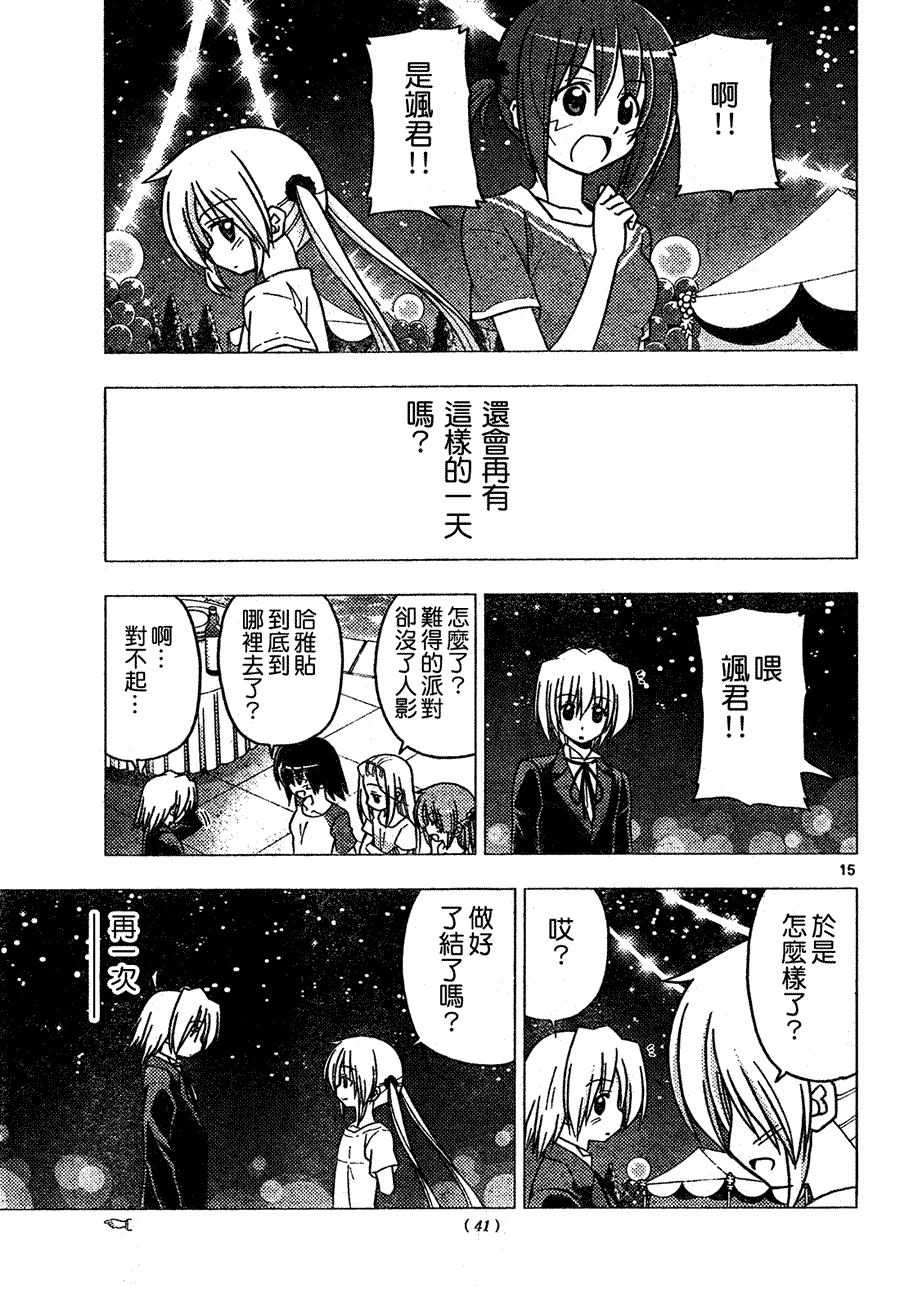 啊!!
是颯君!!
還會再有
這樣的一天
嗎？
喂
颯君!!
怎麼了？
難得的派對
卻沒了人影
哈雅貼
到底到
哪裡去了？
啊…
對不起…
15
於是
怎麼樣了？
哎？
做好
了結了嗎？
再一次
(41)